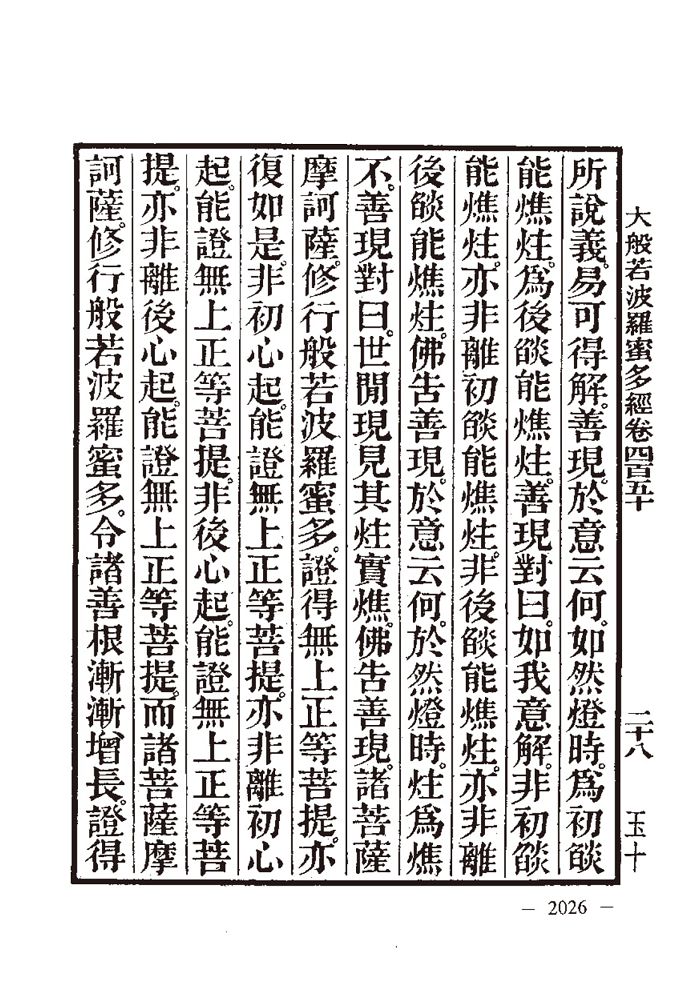 大般若波羅蜜多經卷四百五十 二十八 玉十
所說義。易可得解。善現。於意云何。如然燈時。爲初燄
能燋炷。爲後燄能燋炷。善現對曰。如我意解。非初燄
能燋炷。亦非離初燄能燋炷。非後燄能燋炷。亦非離
後燄能燋炷。佛告善現。於意云何。於然燈時。炷爲燋
不。善現對曰。世閒現見其炷實燋。佛告善現。諸菩薩
摩訶薩。修行般若波羅蜜多。證得無上正等菩提。亦
復如是。非初心起。能證無上正等菩提。亦非離初心
起。能證無上正等菩提。非後心起。能證無上正等菩
提。亦非離後心起。能證無上正等菩提。而諸菩薩摩
訶薩。修行般若波羅蜜多。令諸善根漸漸增長。證得
— 2026 —